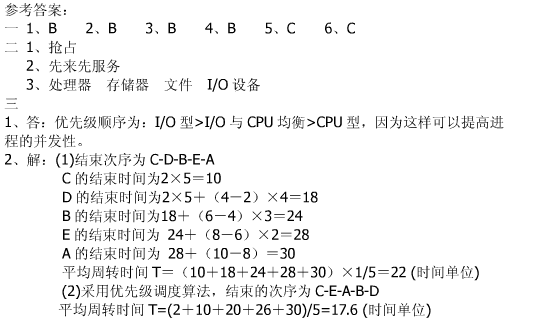 参考答案:
一 1、B 2、B 3、B 4、B 5、C 6、C
二 1、抢占
2、先来先服务
3、处理器 存储器 文件 I/O 设备
三
1、答：优先级顺序为：I/O 型>I/O 与 CPU 均衡>CPU 型，因为这样可以提高进
程的并发性。
2、解：(1)结束次序为 C-D-B-E-A
C 的结束时间为2×5＝10
D 的结束时间为2×5＋（4－2）×4＝18
B 的结束时间为18＋（6－4）×3＝24
E 的结束时间为 24＋（8－6）×2＝28
A 的结束时间为 28＋（10－8）＝30
平均周转时间 T＝（10＋18＋24＋28＋30）×1/5＝22 (时间单位)
(2)采用优先级调度算法，结束的次序为 C-E-A-B-D
平均周转时间 T=(2＋10＋20＋26＋30)/5＝17.6 (时间单位)